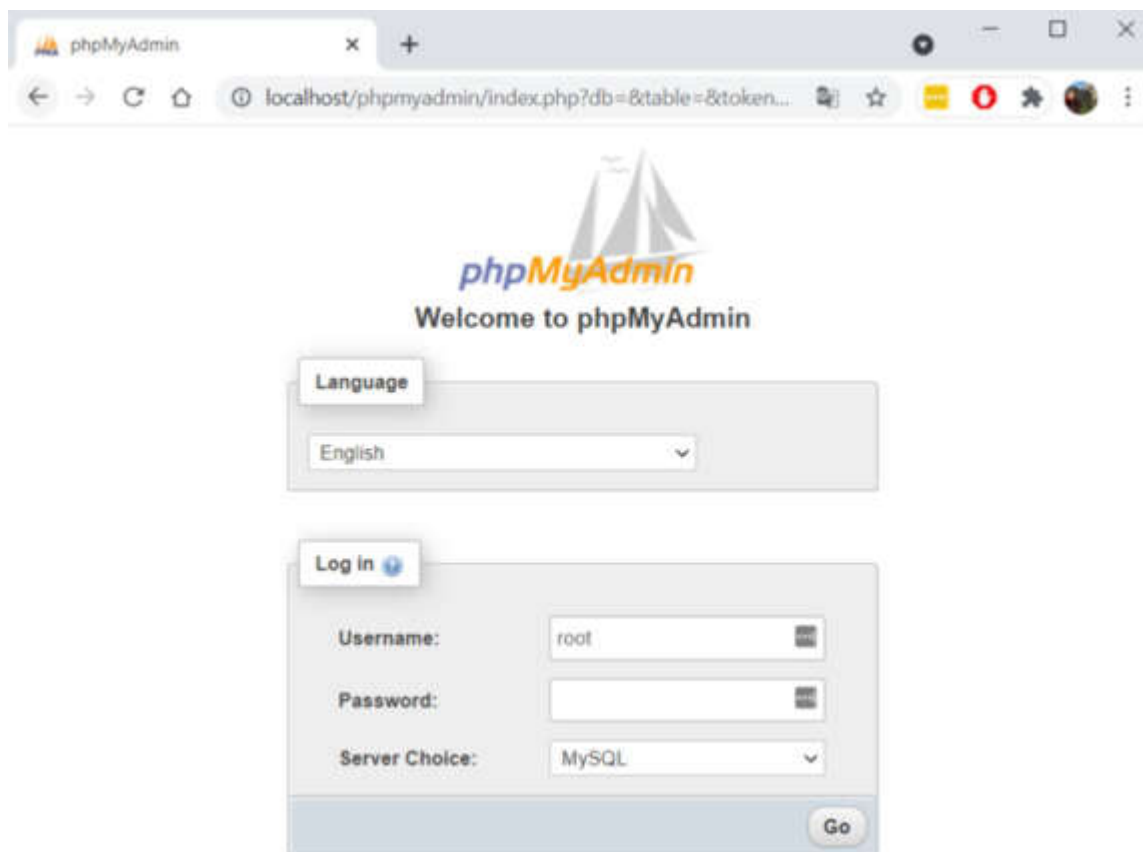 phpMyAdmin
localhost/phpmyadmin/index.php?db=&table=&token...
phpMyAdmin
Welcome to phpMyAdmin
Language
English
Log in
Username:
root
Password:
Server Choice:
MySQL
Go